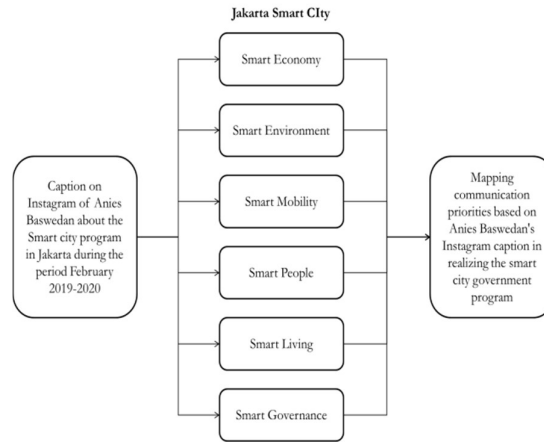 Jakarta Smart CIty
Smart Economy
Smart Environment
Smart Mobility
Smart People
Smart Living
Smart Governance
Caption on
Instagram of Anies
Baswedan about the
Smart city program
in Jakarta during the
period February
2019-2020
Mapping
communication
priorities based on
Anies Baswedan's
Instagram caption in
realizing the smart
city government
program